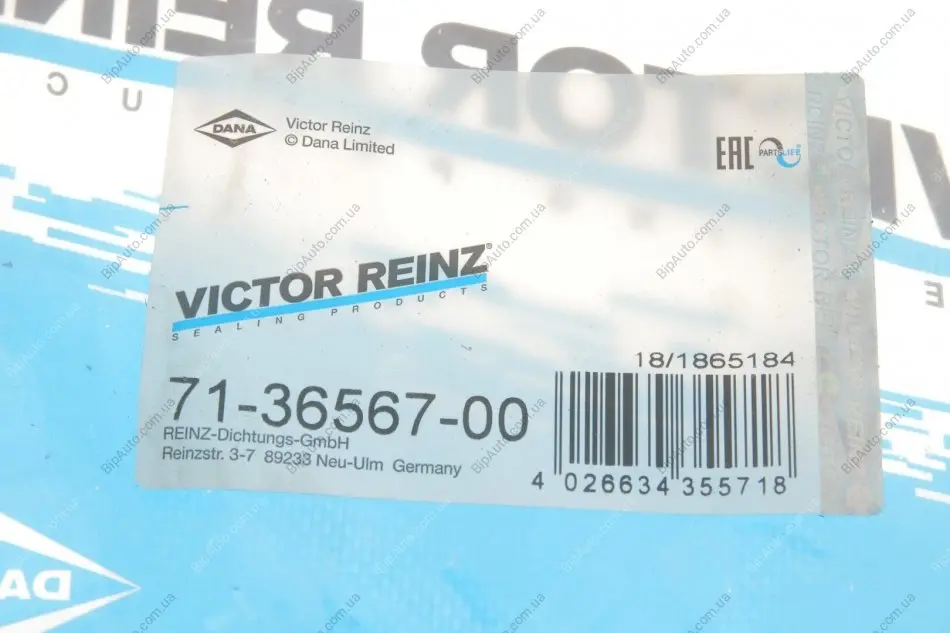 DANA
Victor Reinz
© Dana Limited
EAC
PARTSLIFE®
VICTOR REINZ®
SEALING PRODUCTS
18/1865184
71-36567-00
REINZ-Dichtungs-GmbH
Reinzstr. 3-7 89233 Neu-Ulm Germany
4 026634 355718
BipAuto.com.ua